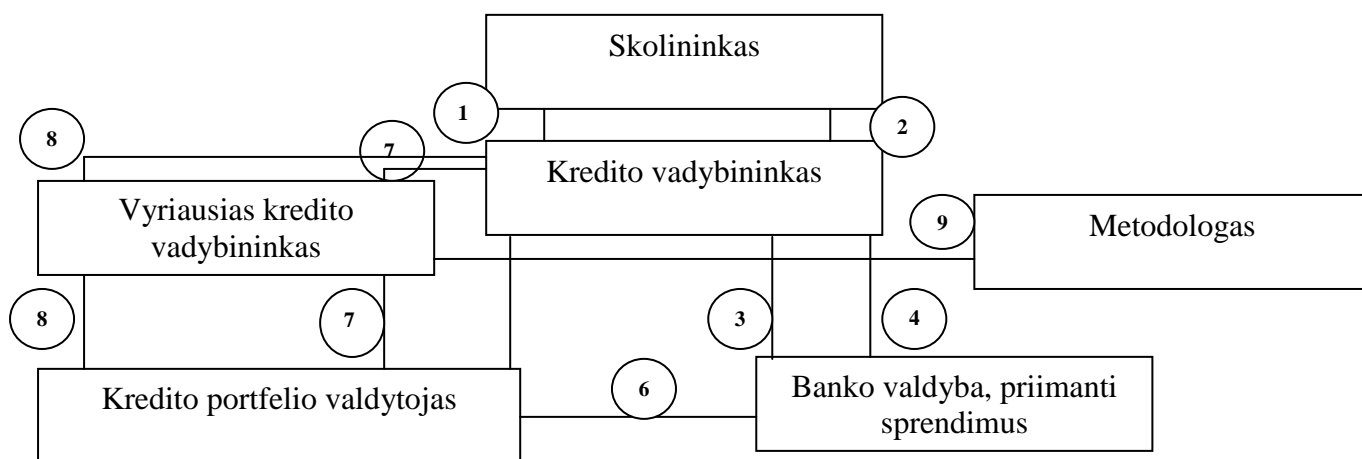 Skolininkas
1
2
8
7
Kredito vadybininkas
Vyriausias kredito
vadybininkas
9
Metodologas
8
7
3
4
Kredito portfelio valdytojas
6
Banko valdyba, priimanti
sprendimus